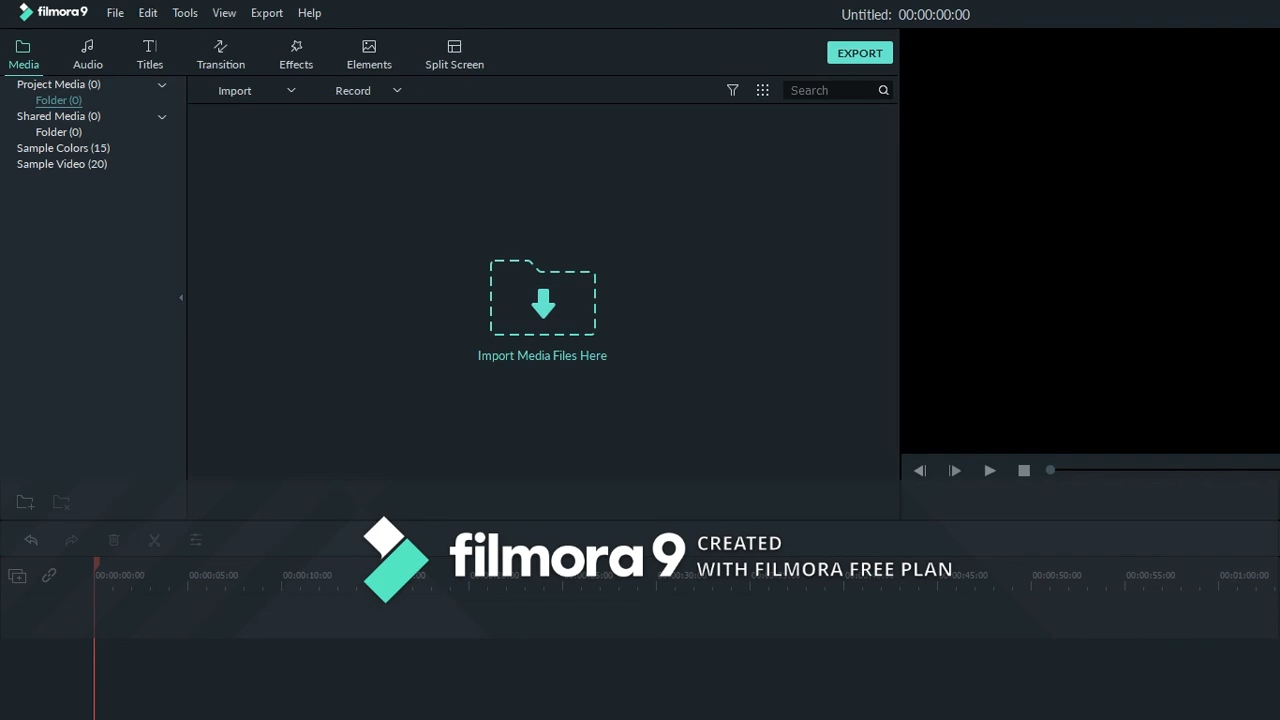 filmora9 File Edit Tools View Export Help Untitled: 00:00:00:00
Media Audio Titles Transition Effects Elements Split Screen EXPORT
Project Media (0)
Folder (0)
Shared Media (0)
Folder (0)
Sample Colors (15)
Sample Video (20)
Import Record Search
Import Media Files Here
filmora9
CREATED
WITH FILMORA FREE PLAN
00:00:00:00 00:00:05:00 00:00:10:00 00:00:45:00 00:00:50:00 00:00:55:00 00:01:00:00